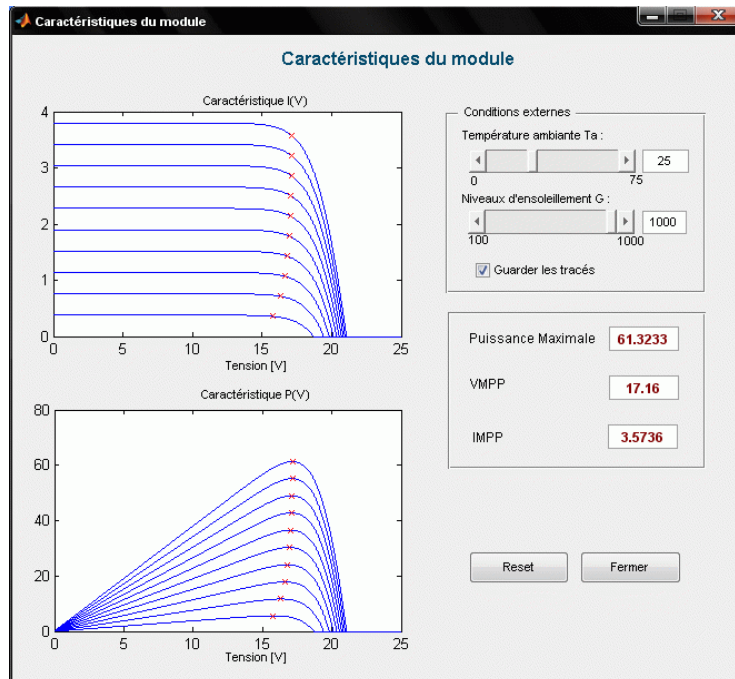 Caractéristiques du module
Caractéristiques du module
Caractéristique I(V)
4
3
2
1
0
0 5 10 15 20 25
Tension [V]
Caractéristique P(V)
80
60
40
20
0
0 5 10 15 20 25
Tension [V]
Conditions externes
Température ambiante Ta :
25
0 75
Niveaux d'ensoleillement G :
1000
100 1000
Guarder les tracés
Puissance Maximale 61.3233
VMPP 17.16
IMPP 3.5736
Reset Fermer